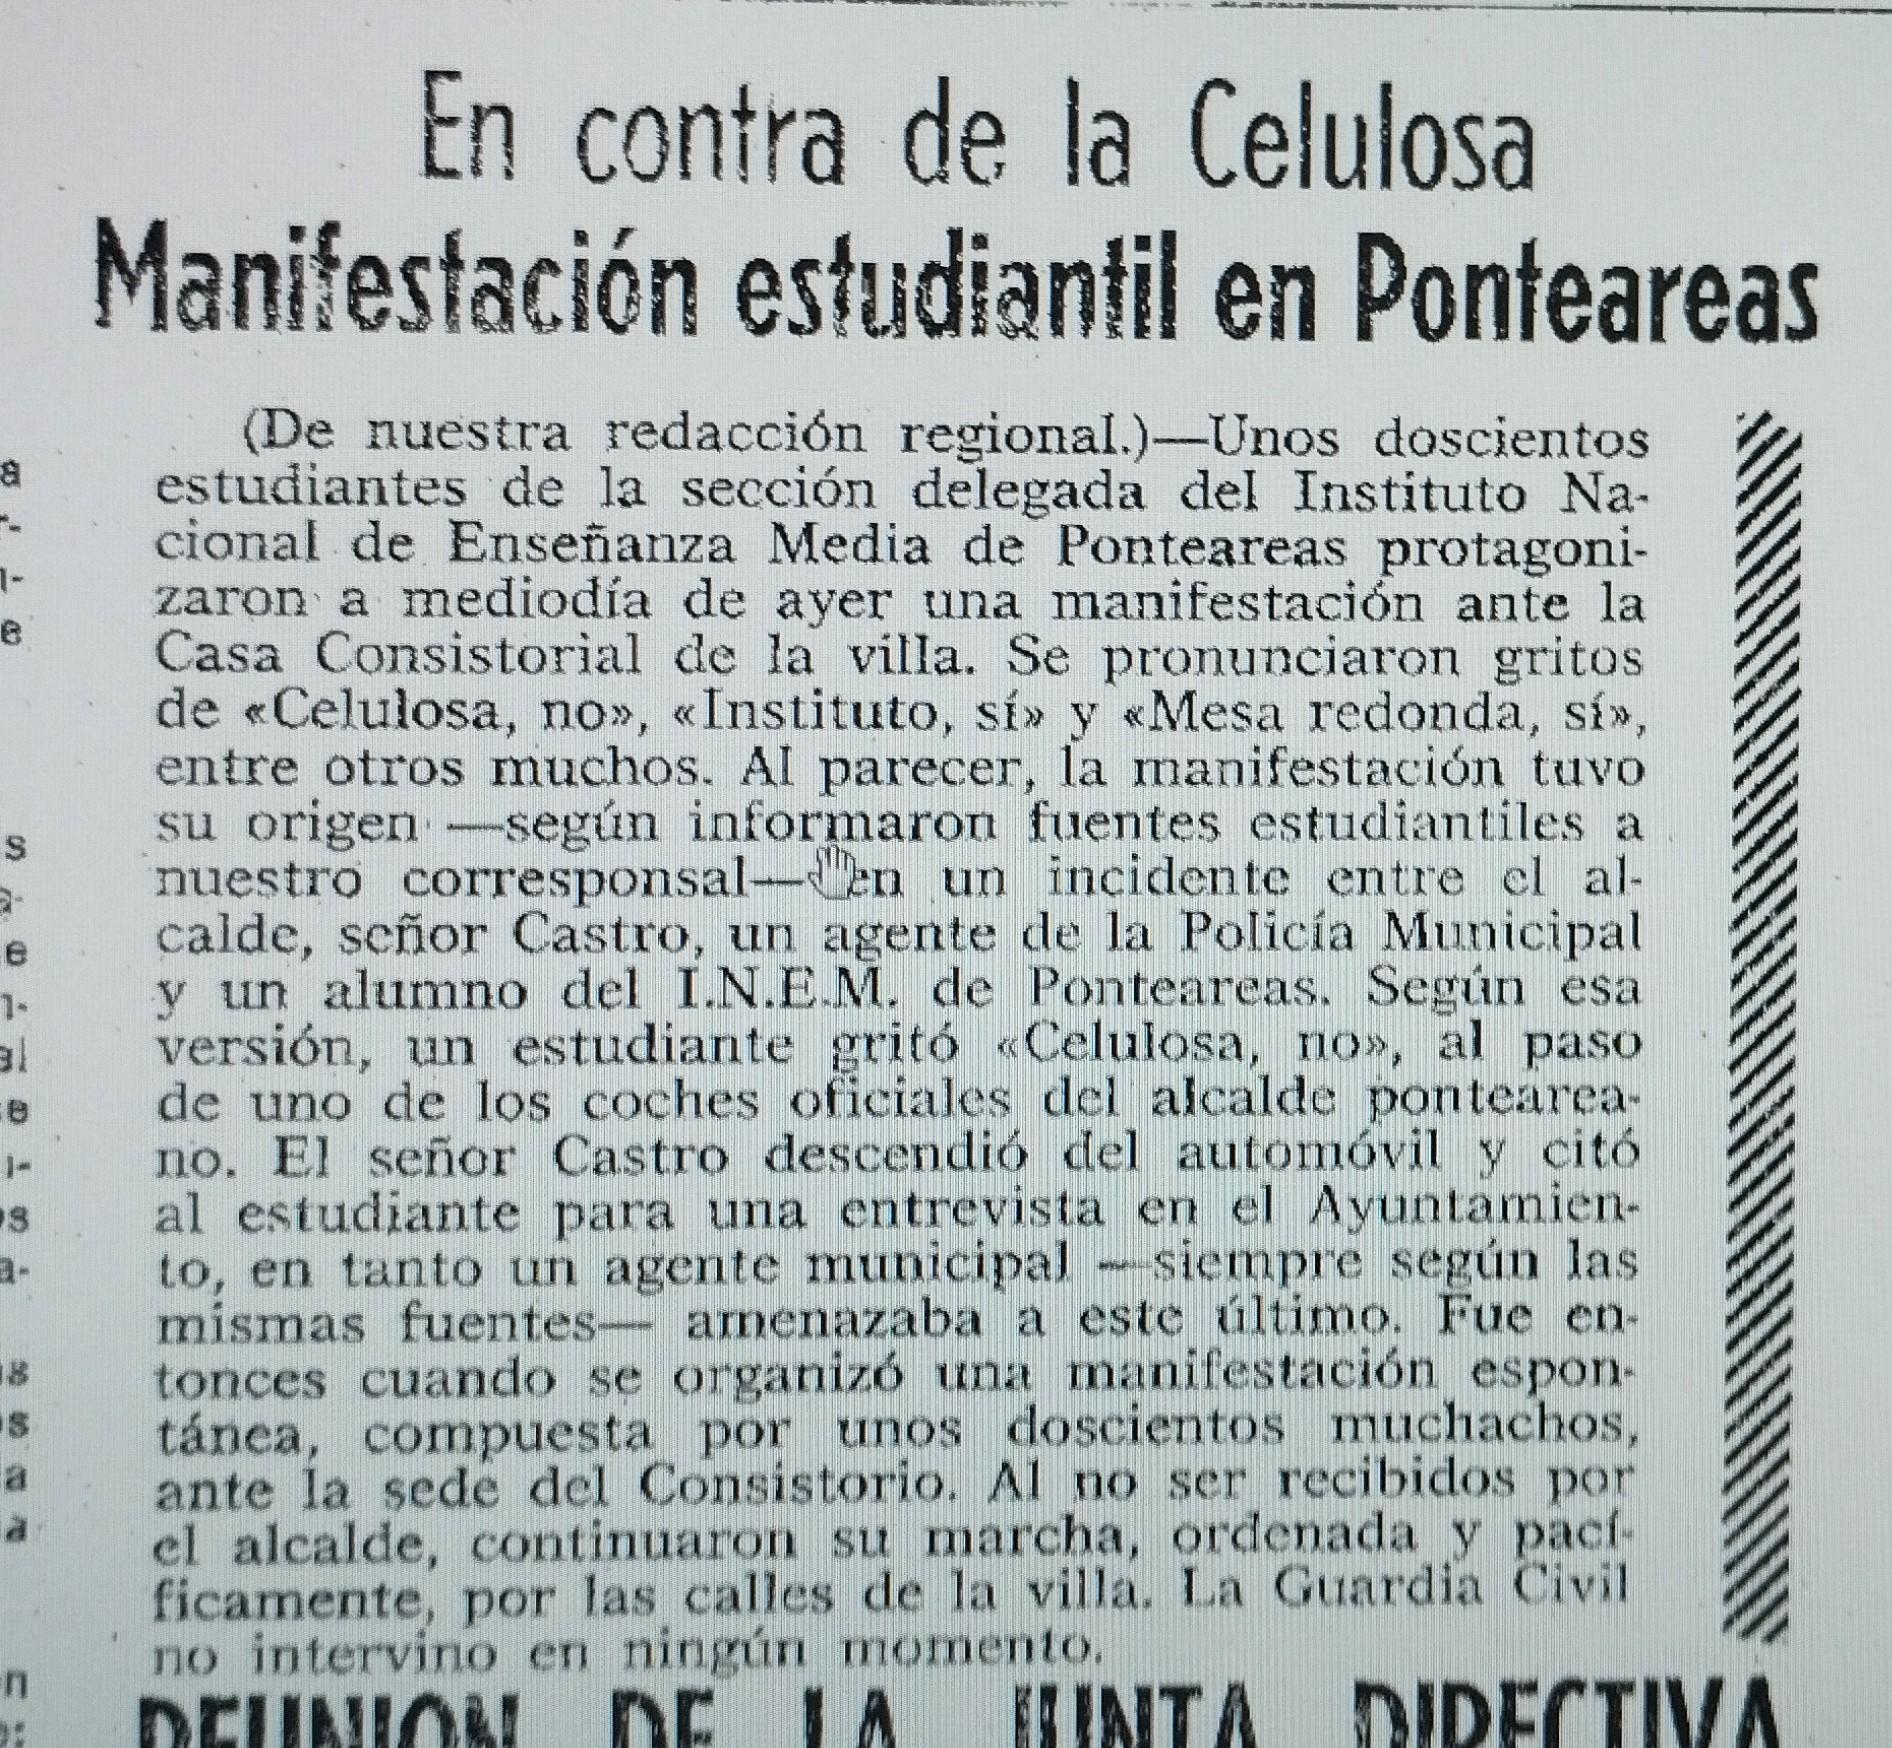 En contra de la Celulosa
Manifestación estudiantil en Ponteareas
(De nuestra redacción regional.)—Unos doscientos
estudiantes de la sección delegada del Instituto Na-
cional de Enseñanza Media de Ponteareas protagoni-
zaron a mediodía de ayer una manifestación ante la
Casa Consistorial de la villa. Se pronunciaron gritos
de «Celulosa, no», «Instituto, sí» y «Mesa redonda, sí»,
entre otros muchos. Al parecer, la manifestación tuvo
su origen —según informaron fuentes estudiantiles a
nuestro corresponsal— en un incidente entre el al-
calde, señor Castro, un agente de la Policía Municipal
y un alumno del I.N.E.M. de Ponteareas. Según esa
versión, un estudiante gritó «Celulosa, no», al paso
de uno de los coches oficiales del alcalde pontearea-
no. El señor Castro descendió del automóvil y citó
al estudiante para una entrevista en el Ayuntamien-
to, en tanto un agente municipal —siempre según las
mismas fuentes— amenazaba a este último. Fue en-
tonces cuando se organizó una manifestación espon-
tánea, compuesta por unos doscientos muchachos,
ante la sede del Consistorio. Al no ser recibidos por
el alcalde, continuaron su marcha, ordenada y pací-
ficamente, por las calles de la villa. La Guardia Civil
no intervino en ningún momento.
REUNION DE LA JUNTA DIRECTIVA